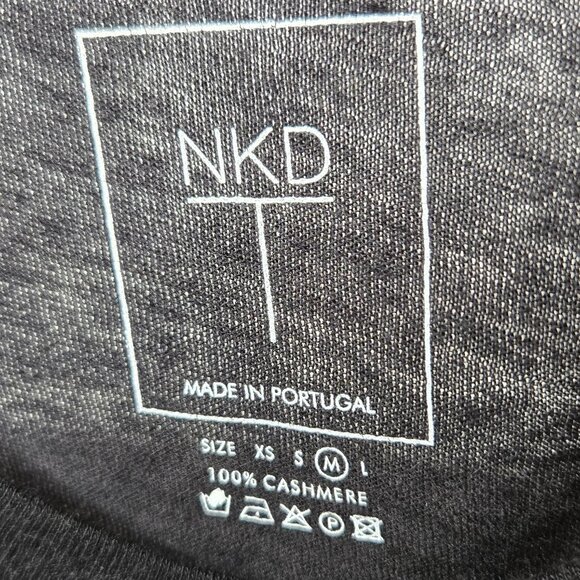 NKD
T
MADE IN PORTUGAL
SIZE XS S M L
100% CASHMERE
P